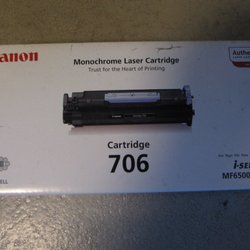 Canon
Monochrome Laser Cartridge
Trust for the Heart of Printing
Cartridge
706
i-SE
MF6500